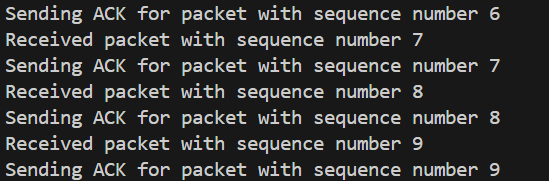 Sending ACK for packet with sequence number 6
Received packet with sequence number 7
Sending ACK for packet with sequence number 7
Received packet with sequence number 8
Sending ACK for packet with sequence number 8
Received packet with sequence number 9
Sending ACK for packet with sequence number 9